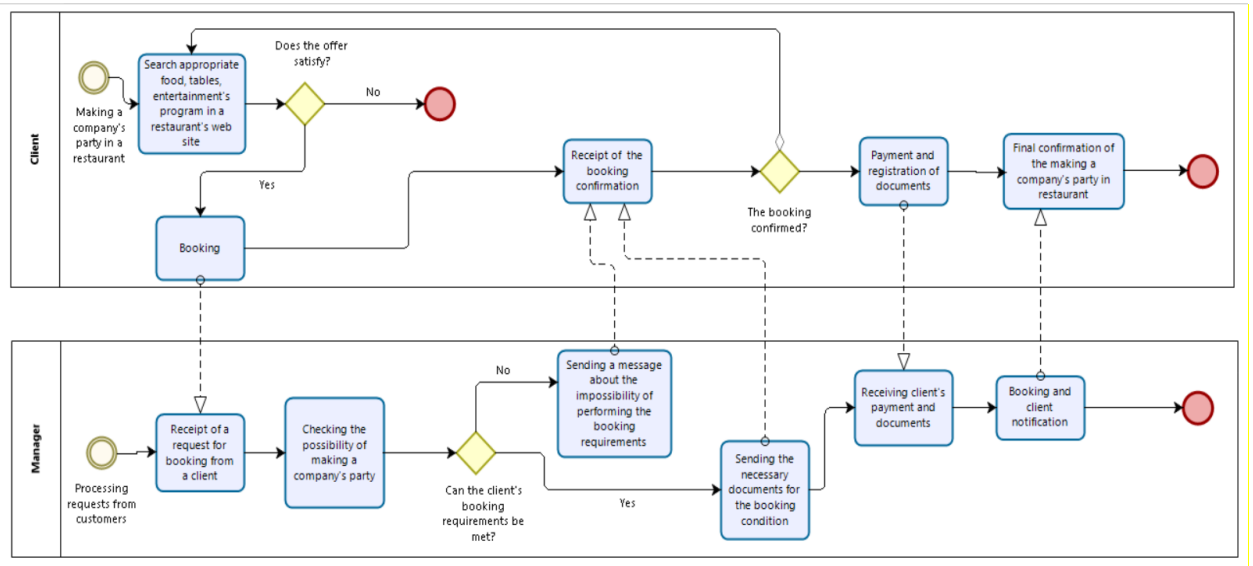 Client
Making a
company's
party in a
restaurant
Search appropriate
food, tables,
entertainment's
program in a
restaurant's web
site
Does the offer
satisfy?
No
Yes
Booking
Receipt of the
booking
confirmation
The booking
confirmed?
Payment and
registration of
documents
Final confirmation of
the making a
company's party in
restaurant
Manager
Processing
requests from
customers
Receipt of a
request for
booking from
a client
Checking the
possibility of
making a
company's party
Can the client's
booking
requirements be
met?
No
Yes
Sending a message
about the
impossibility of
performing the
booking
requirements
Sending the
necessary
documents for
the booking
condition
Receiving client's
payment and
documents
Booking and
client
notification